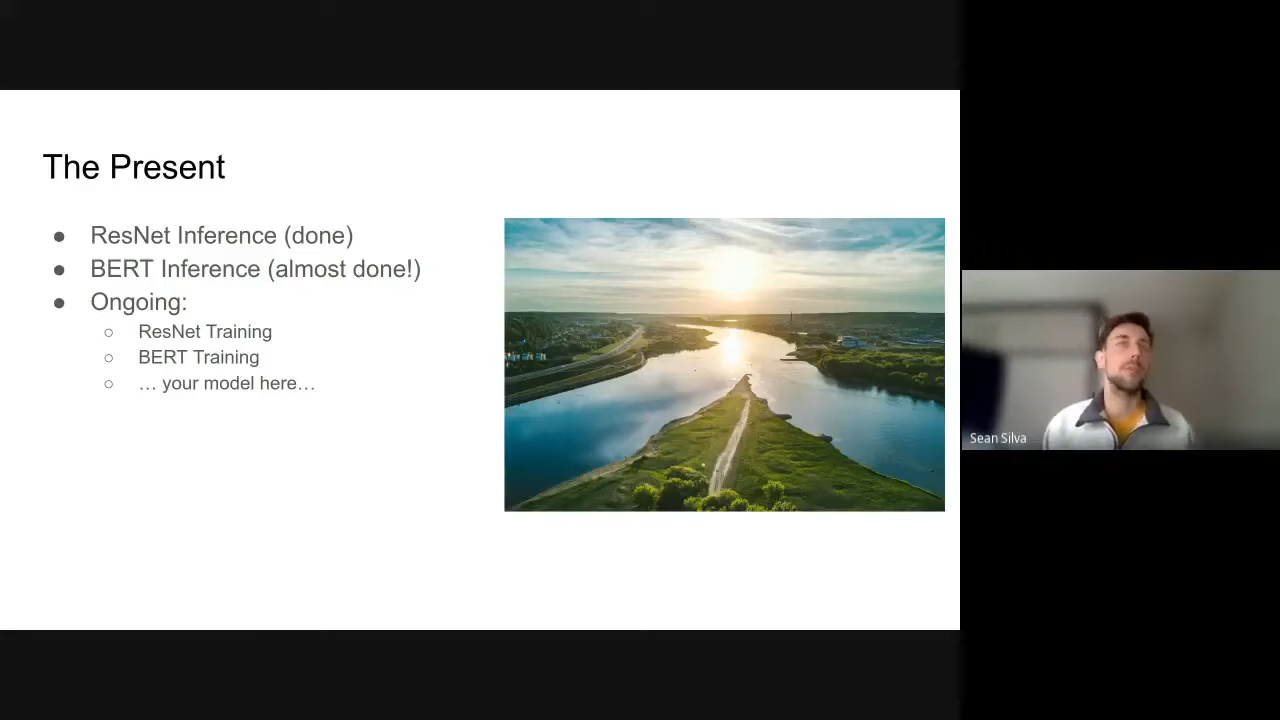 The Present
● ResNet Inference (done)
● BERT Inference (almost done!)
● Ongoing:
○ ResNet Training
○ BERT Training
○ … your model here…
Sean Silva